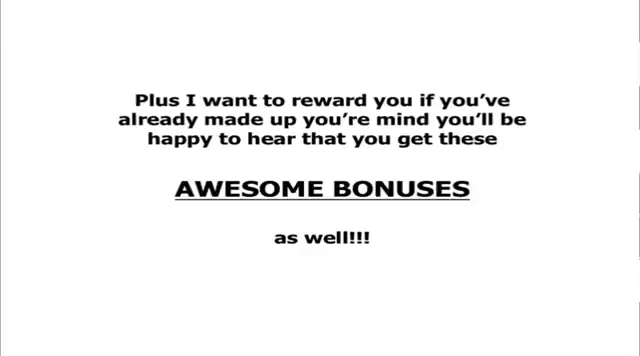 Plus I want to reward you if you’ve
already made up you’re mind you’ll be
happy to hear that you get these
AWESOME BONUSES
as well!!!